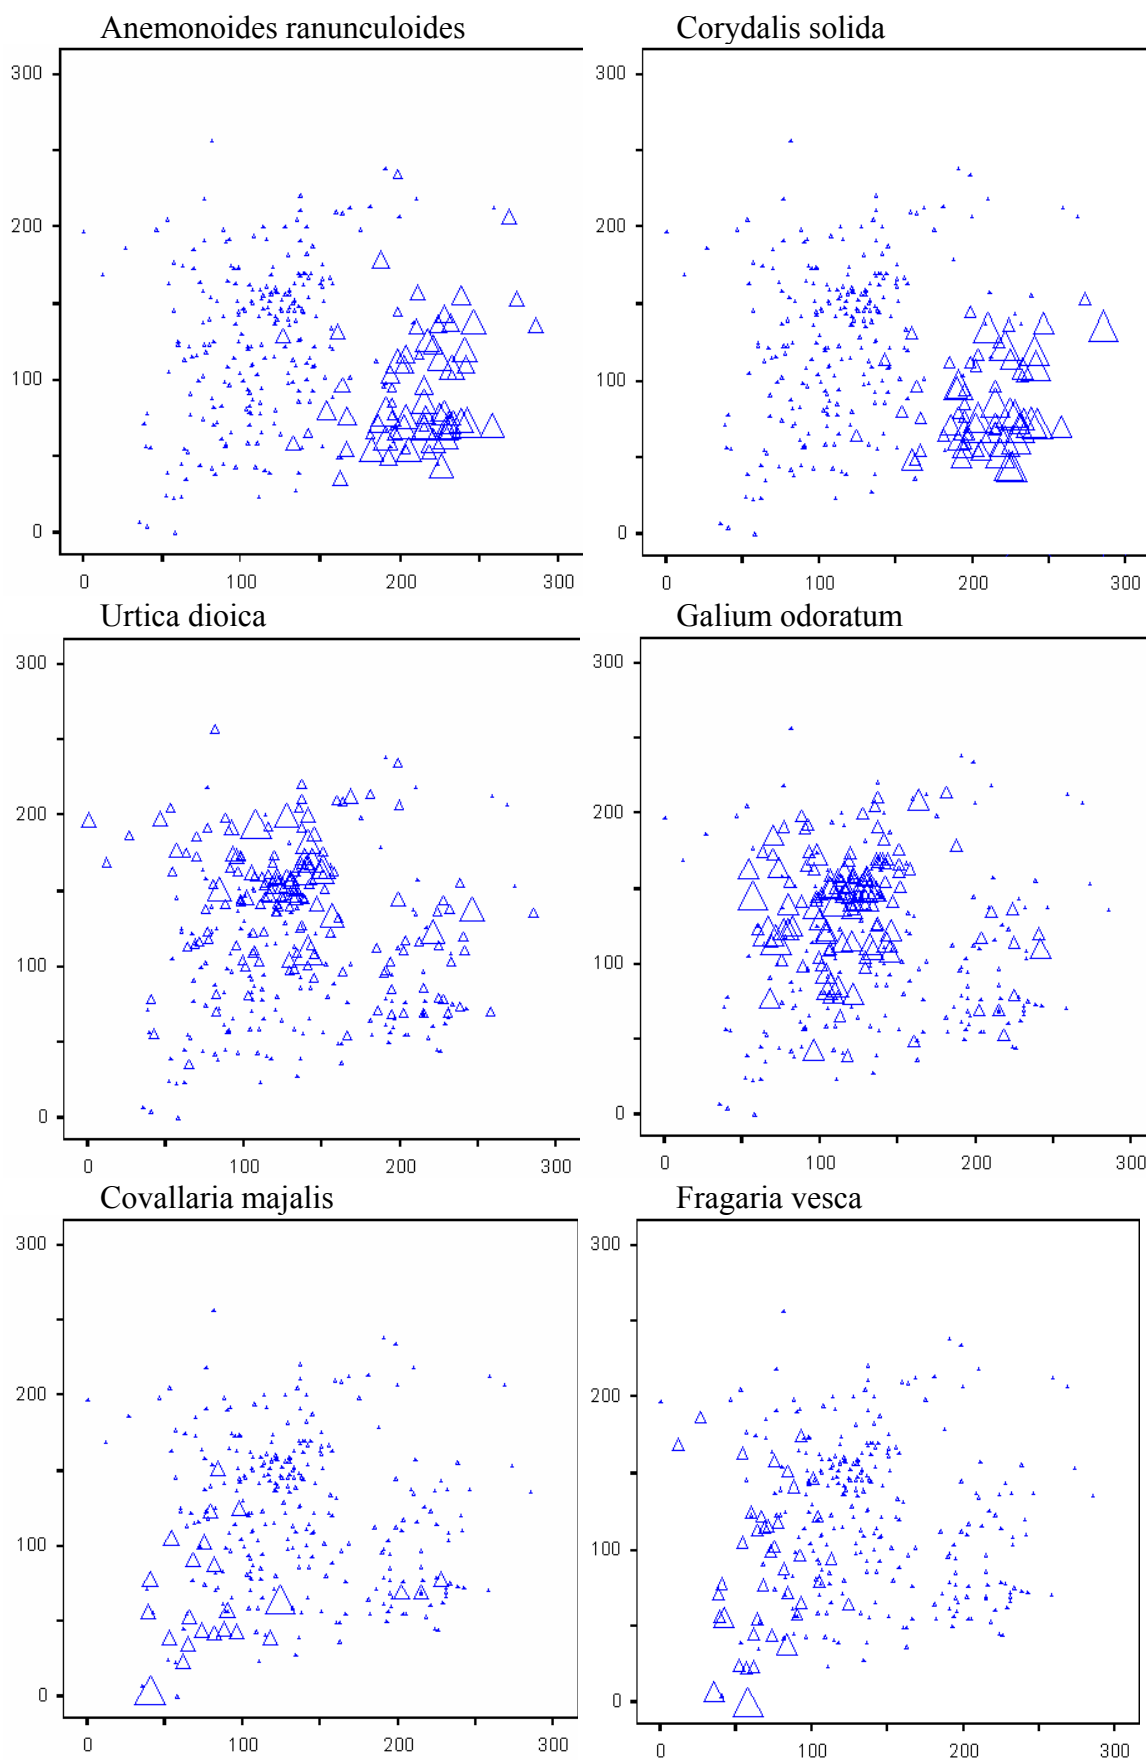 Anemonoides ranunculoides Corydalis solida
300 300
200 200
100 100
0 0
0 100 200 300 0 100 200 300
Urtica dioica Galium odoratum
300 300
200 200
100 100
0 0
0 100 200 300 0 100 200 300
Covallaria majalis Fragaria vesca
300 300
200 200
100 100
0 0
0 100 200 300 0 100 200 300